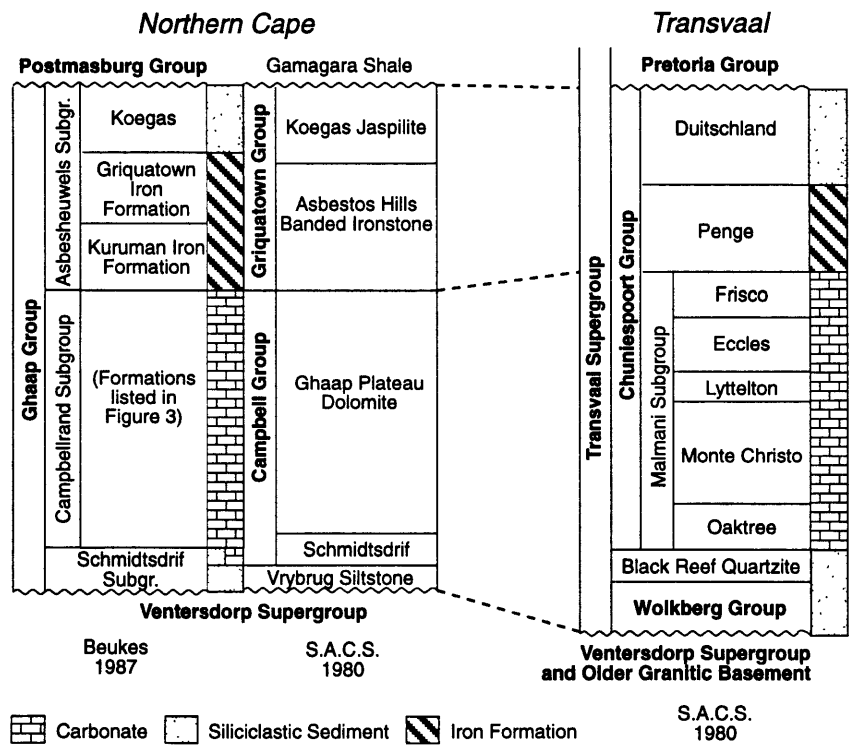 Northern Cape
Transvaal
Postmasburg Group
Gamagara Shale
Pretoria Group
Ghaap Group
Asbesheuwels Subgr.
Koegas
Griquatown
Iron
Formation
Kuruman Iron
Formation
Campbellrand Subgroup
(Formations
listed in
Figure 3)
Schmidtsdrif
Subgr.
Griquatown Group
Koegas Jaspilite
Asbestos Hills
Banded Ironstone
Campbell Group
Ghaap Plateau
Dolomite
Schmidtsdrif
Vrybrug Siltstone
Ventersdorp Supergroup
Beukes
1987
S.A.C.S.
1980
Transvaal Supergroup
Chuniespoort Group
Duitschland
Penge
Malmani Subgroup
Frisco
Eccles
Lyttelton
Monte Christo
Oaktree
Black Reef Quartzite
Wolkberg Group
Ventersdorp Supergroup
and Older Granitic Basement
S.A.C.S.
1980
Carbonate
Siliciclastic Sediment
Iron Formation